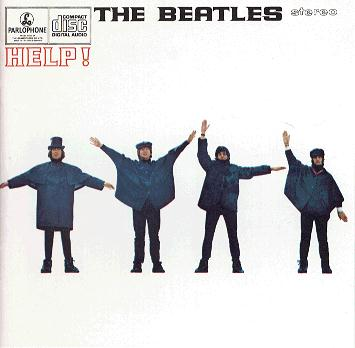 PARLOPHONE
COMPACT
disc
DIGITAL AUDIO
THE BEATLES stereo
HELP!